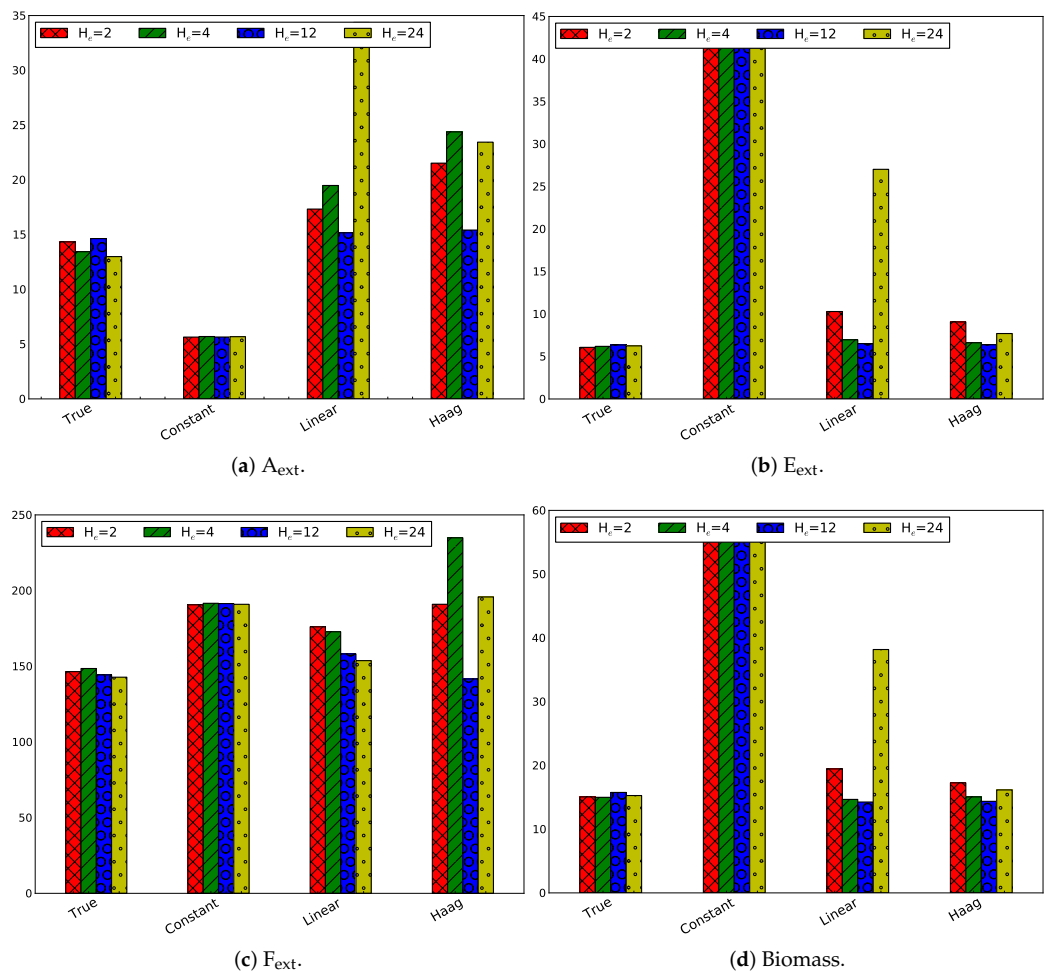 35
30
25
20
15
10
5
0
Hₑ=2 Hₑ=4 Hₑ=12 Hₑ=24
True Constant Linear Haag
(a) Aₑₓₜ.
45
40
35
30
25
20
15
10
5
0
Hₑ=2 Hₑ=4 Hₑ=12 Hₑ=24
True Constant Linear Haag
(b) Eₑₓₜ.
250
200
150
100
50
0
Hₑ=2 Hₑ=4 Hₑ=12 Hₑ=24
True Constant Linear Haag
(c) Fₑₓₜ.
60
50
40
30
20
10
0
Hₑ=2 Hₑ=4 Hₑ=12 Hₑ=24
True Constant Linear Haag
(d) Biomass.